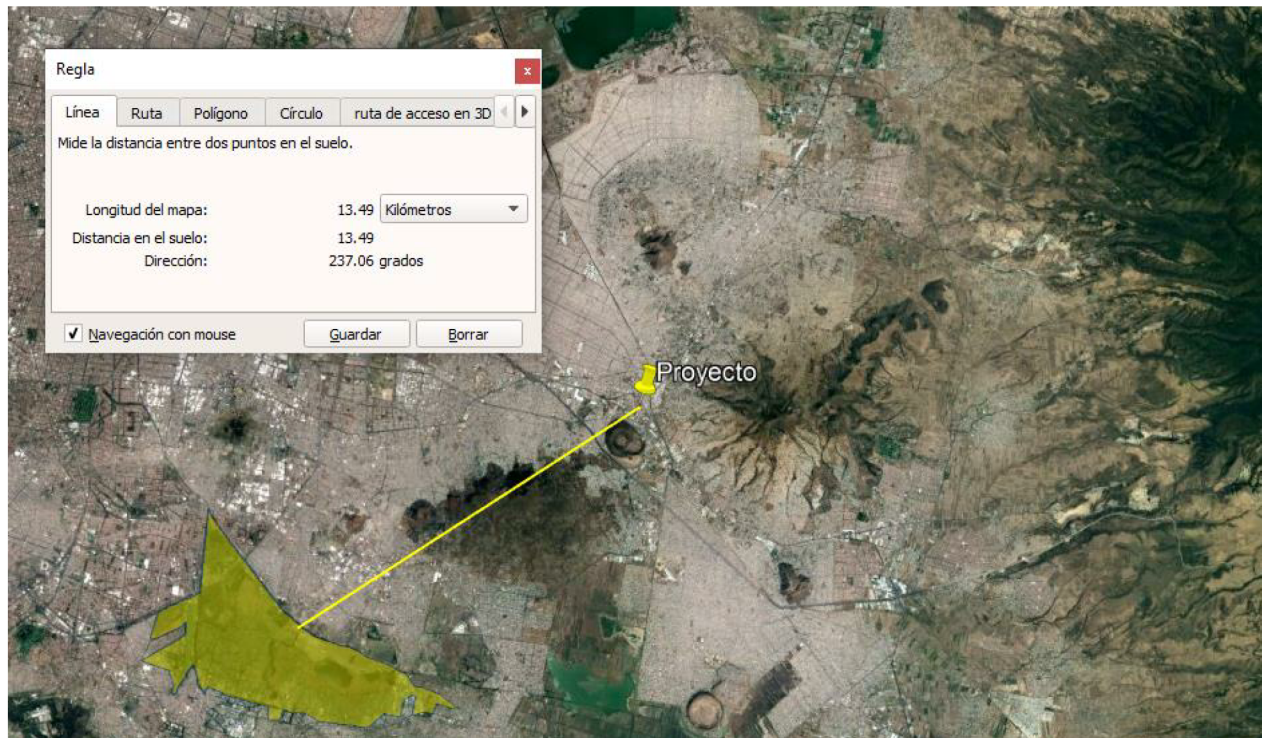 Regla
Línea Ruta Polígono Círculo ruta de acceso en 3D
Mide la distancia entre dos puntos en el suelo.
Longitud del mapa: 13.49 Kilómetros
Distancia en el suelo: 13.49
Dirección: 237.06 grados
Navegación con mouse Guardar Borrar
Proyecto